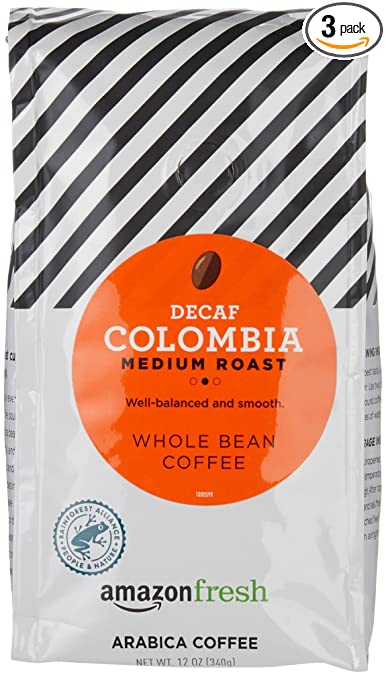 3
pack
DECAF
COLOMBIA
MEDIUM ROAST
Well-balanced and smooth.
WHOLE BEAN
COFFEE
RAINFOREST ALLIANCE
PEOPLE & NATURE
amazonfresh
ARABICA COFFEE
NET WT. 12 OZ (340g)